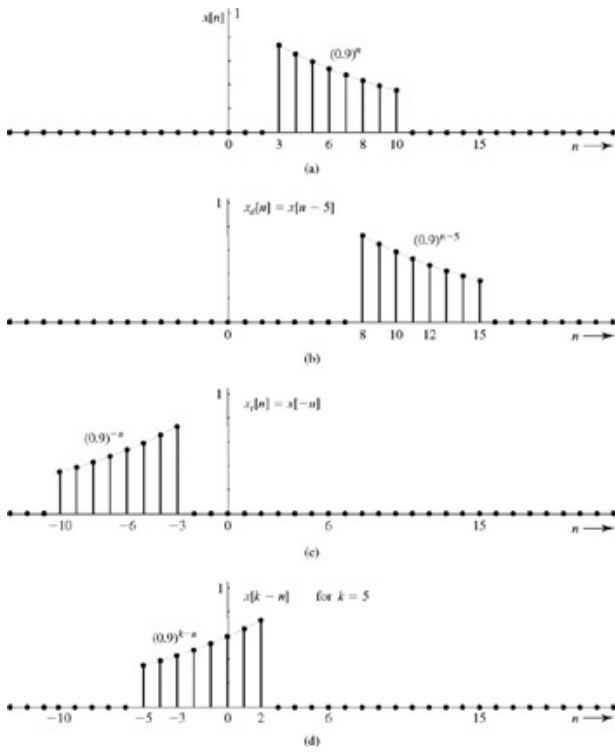 x[n]
1
(0.9)ⁿ
0 3 6 8 10 15 n
(a)
1
x_d[n] = x[n − 5]
(0.9)ⁿ⁻⁵
0 8 10 12 15 n
(b)
1
x_r[n] = x[−n]
(0.9)⁻ⁿ
−10 −6 −3 0 6 15 n
(c)
1
x[k − n] for k = 5
(0.9)ᵏ⁻ⁿ
−10 −5 −3 0 2 6 15 n
(d)